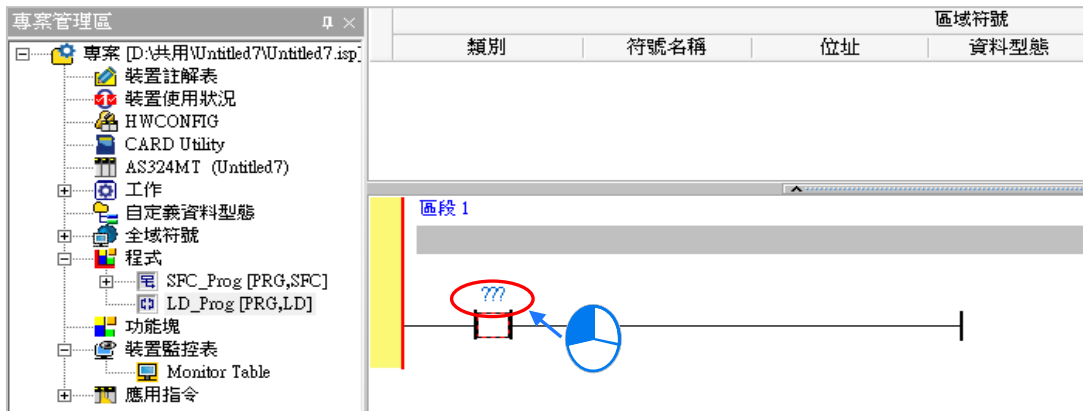 專案管理區
專案 [D:\共用\Untitled7\Untitled7.isp]
裝置註解表
裝置使用狀況
HWCONFIG
CARD Utility
AS324MT (Untitled7)
工作
自定義資料型態
全域符號
程式
SFC_Prog [PRG,SFC]
LD_Prog [PRG,LD]
功能塊
裝置監控表
Monitor Table
應用指令
區域符號
類別 符號名稱 位址 資料型態
區段 1
???